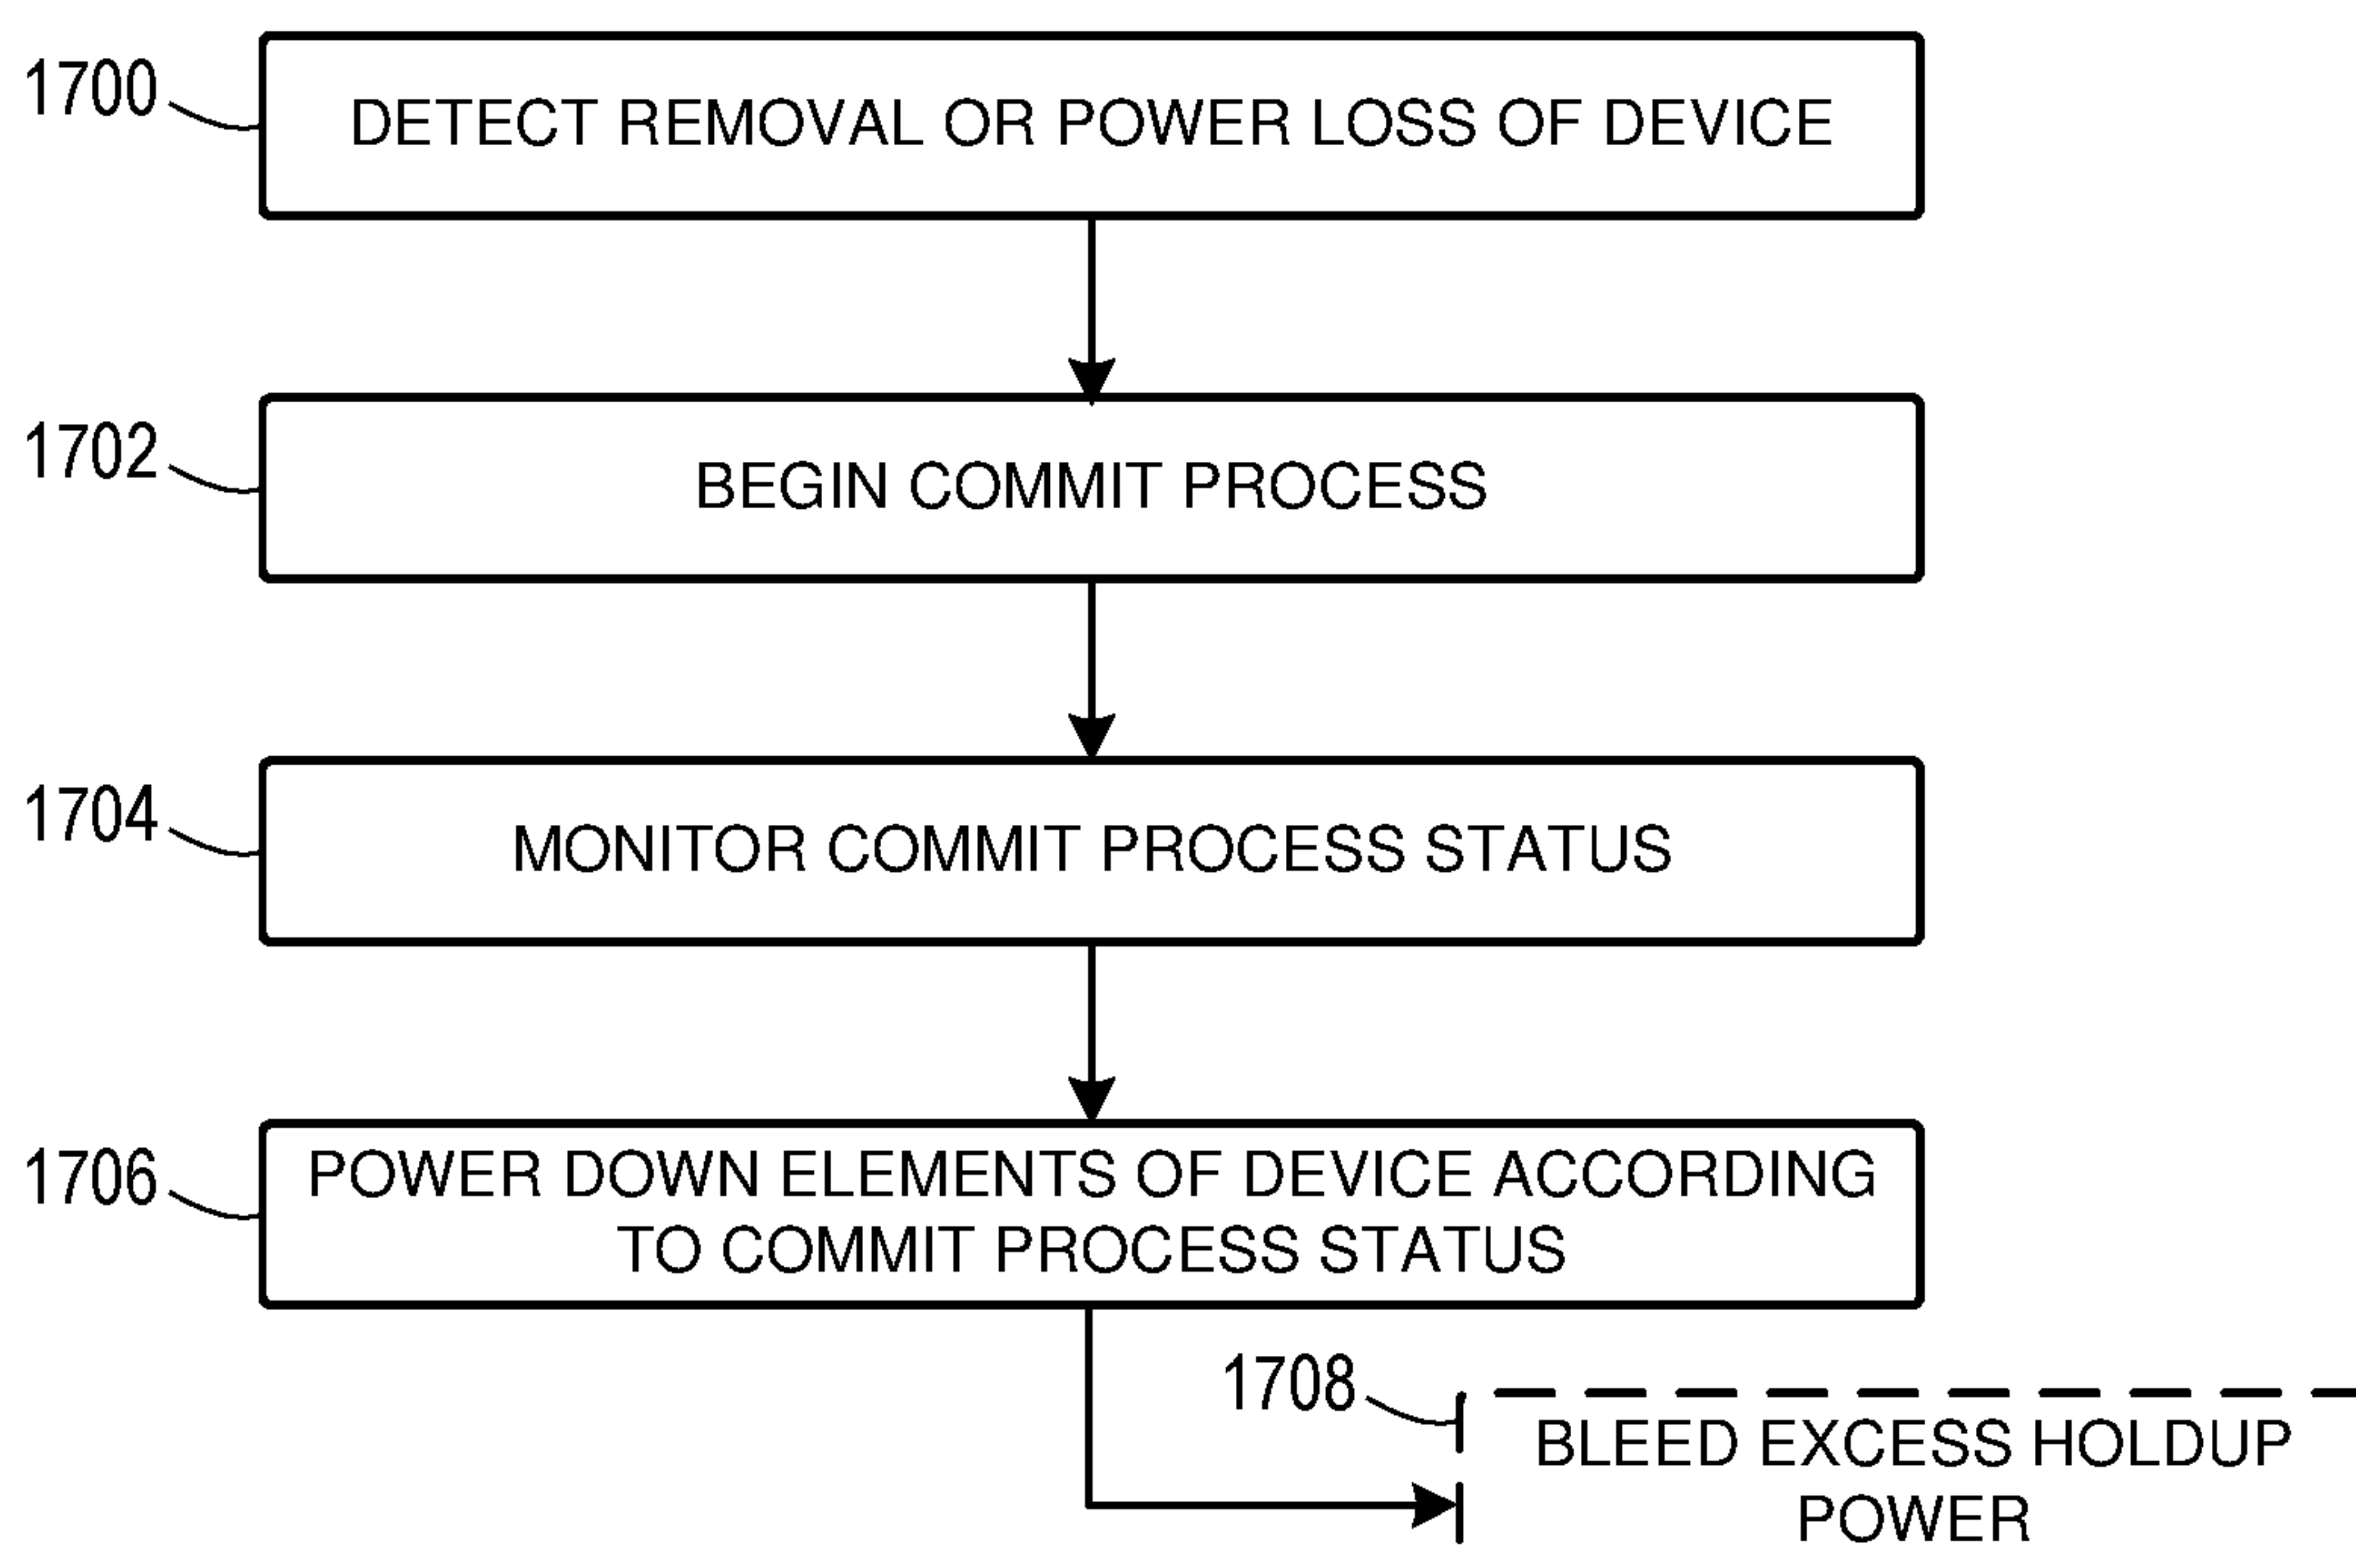 1700
DETECT REMOVAL OR POWER LOSS OF DEVICE
1702
BEGIN COMMIT PROCESS
1704
MONITOR COMMIT PROCESS STATUS
1706
POWER DOWN ELEMENTS OF DEVICE ACCORDING
TO COMMIT PROCESS STATUS
1708
BLEED EXCESS HOLDUP
POWER